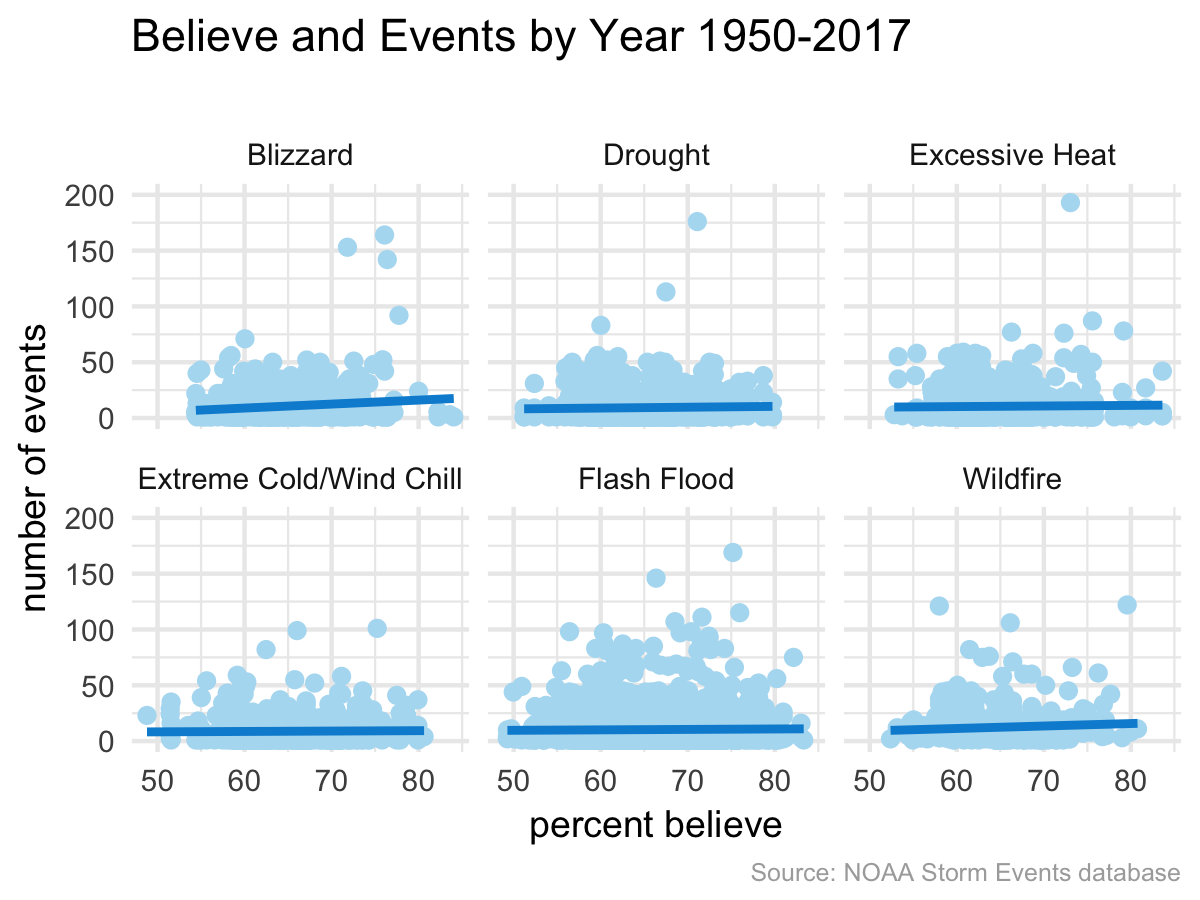 Believe and Events by Year 1950-2017
Blizzard
Drought
Excessive Heat
200
150
100
50
0
Extreme Cold/Wind Chill
Flash Flood
Wildfire
200
150
100
50
0
number of events
50 60 70 80
50 60 70 80
50 60 70 80
percent believe
Source: NOAA Storm Events database